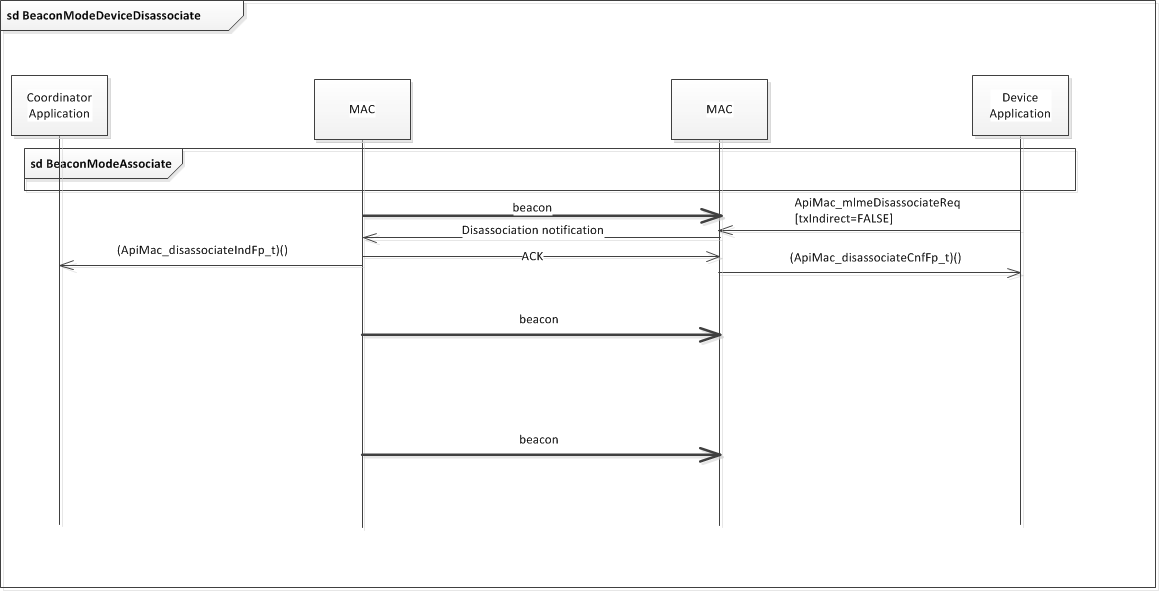 sd BeaconModeDeviceDisassociate
Coordinator
Application
MAC
MAC
Device
Application
sd BeaconModeAssociate
beacon
ApiMac_mlmeDisassociateReq
[txIndirect=FALSE]
Disassociation notification
(ApiMac_disassociateIndFp_t)()
ACK
(ApiMac_disassociateCnfFp_t)()
beacon
beacon